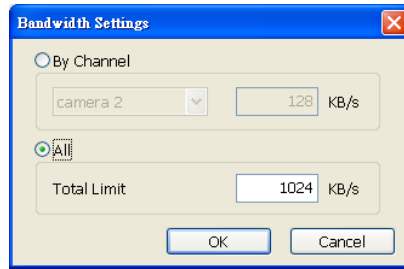 Bandwidth Settings
By Channel
camera 2 128 KB/s
All
Total Limit 1024 KB/s
OK Cancel